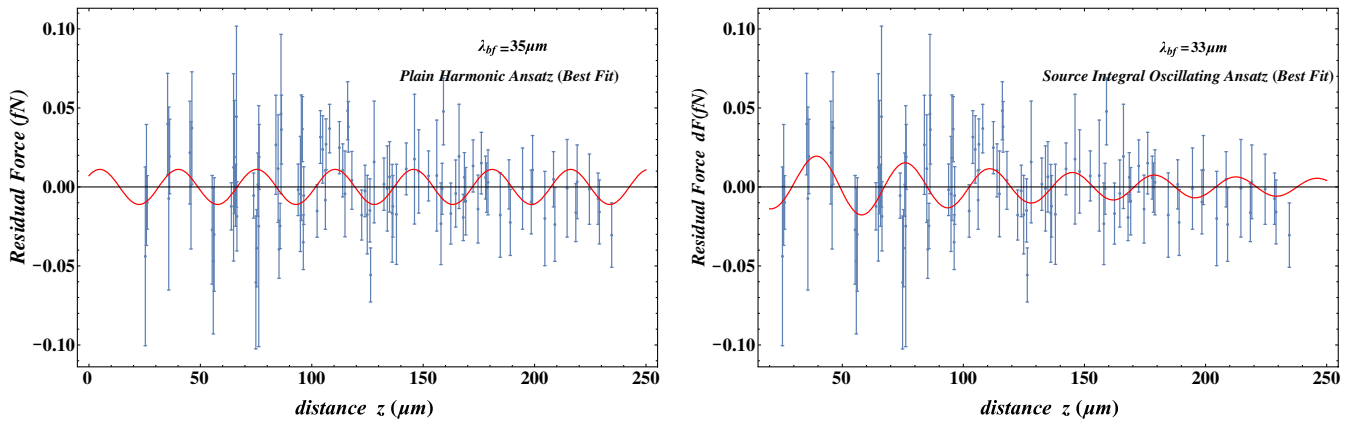 0.10
0.05
0.00
−0.05
−0.10
Residual Force (fN)
λbf =35μm
Plain Harmonic Ansatz (Best Fit)
0 50 100 150 200 250
distance z (μm)
0.10
0.05
0.00
−0.05
−0.10
Residual Force dF(fN)
λbf =33μm
Source Integral Oscillating Ansatz (Best Fit)
50 100 150 200 250
distance z (μm)